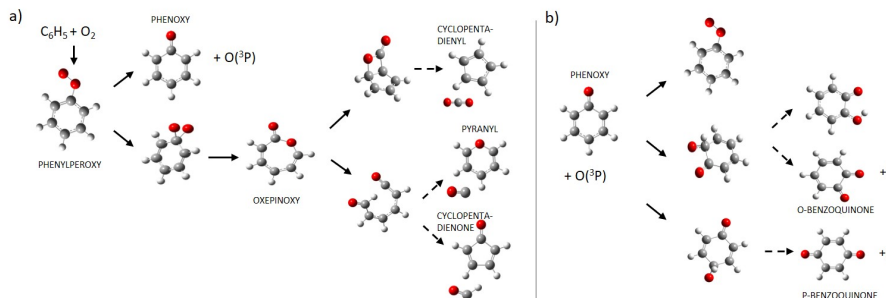 a)
C₆H₅ + O₂
PHENOXY
+ O(³P)
PHENYLPEROXY
OXEPINOXY
CYCLOPENTA-
DIENYL
PYRANYL
CYCLOPENTA-
DIENONE
b)
PHENOXY
+ O(³P)
O-BENZOQUINONE
+
P-BENZOQUINONE
+